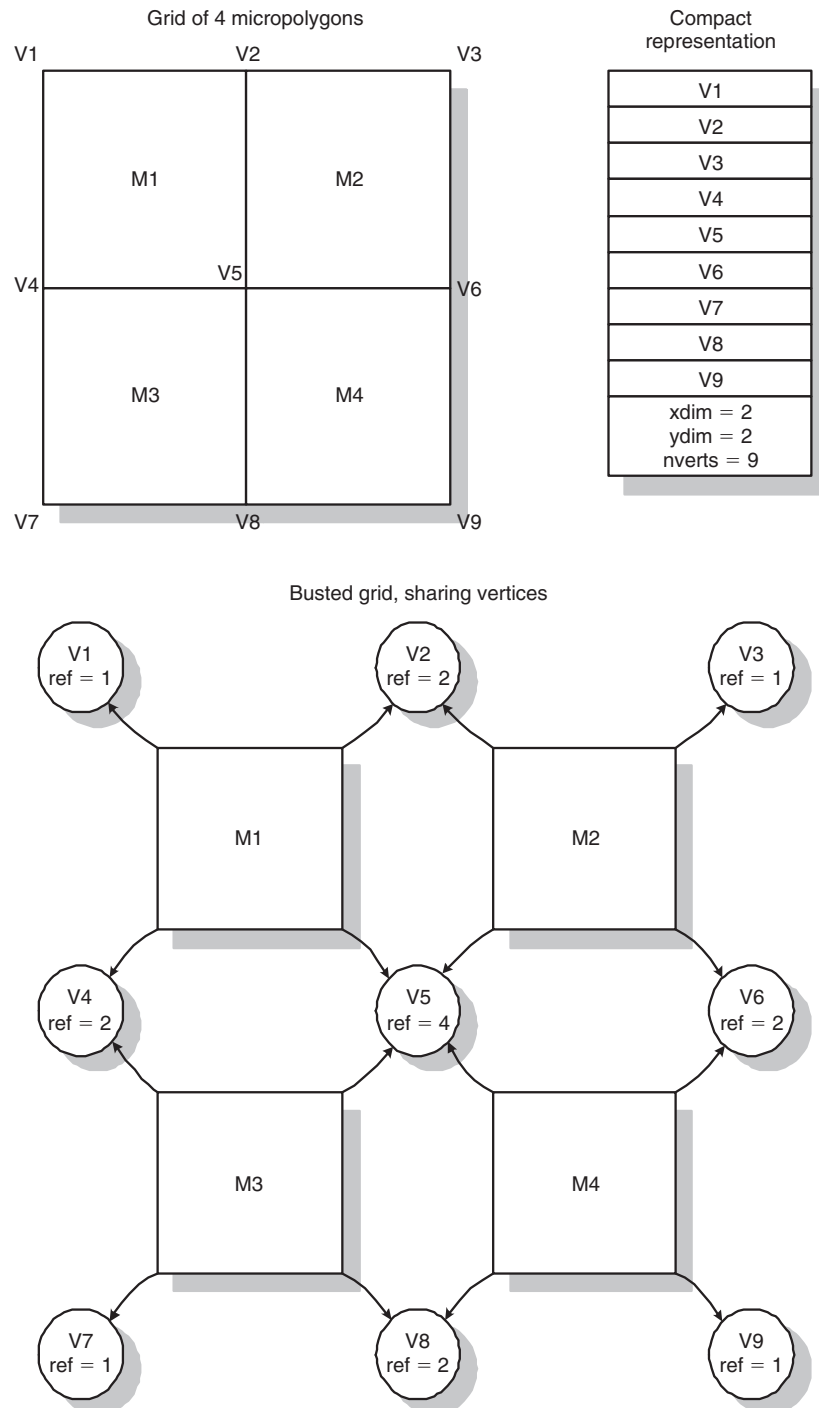 Grid of 4 micropolygons
V1
V2
V3
M1
M2
V4
V5
V6
M3
M4
V7
V8
V9
Compact
representation
V1
V2
V3
V4
V5
V6
V7
V8
V9
xdim = 2
ydim = 2
nverts = 9
Busted grid, sharing vertices
V1
ref = 1
V2
ref = 2
V3
ref = 1
M1
M2
V4
ref = 2
V5
ref = 4
V6
ref = 2
M3
M4
V7
ref = 1
V8
ref = 2
V9
ref = 1